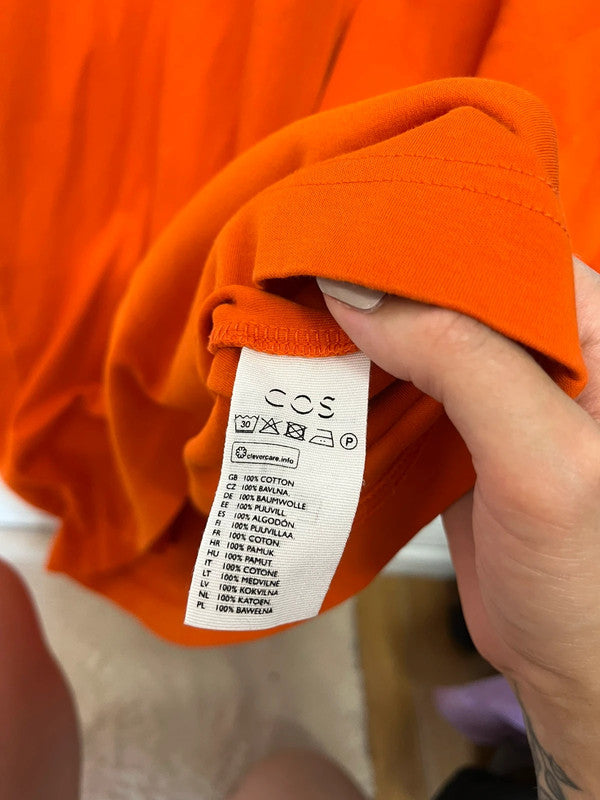 COS
30 P
clevercare.info
GB 100% COTTON
CZ 100% BAVLNA
DE 100% BAUMWOLLE
EE 100% PUUVILL
ES 100% ALGODÓN
FI 100% PUUVILLAA
FR 100% COTON
HR 100% PAMUK
HU 100% PAMUT
IT 100% COTONE
LT 100% MEDVILNĖ
LV 100% KOKVILNA
NL 100% KATOEN
PL 100% BAWEŁNA